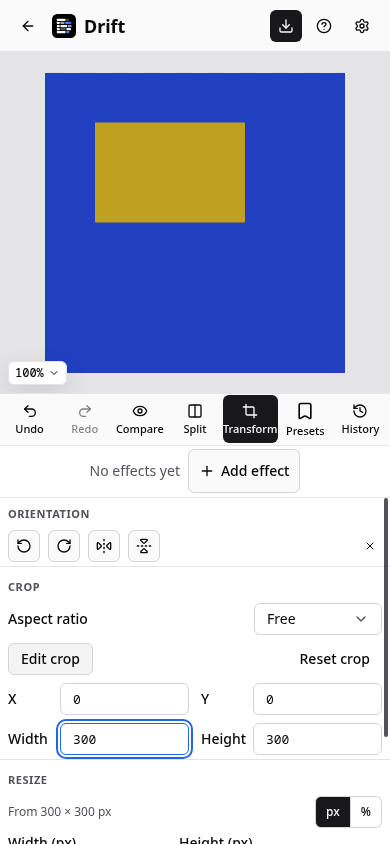 Drift
100%
Undo Redo Compare Split Transform Presets History
No effects yet Add effect
ORIENTATION
CROP
Aspect ratio Free
Edit crop Reset crop
X 0 Y 0
Width 300 Height 300
RESIZE
From 300 × 300 px px %
Width (px) Height (px)